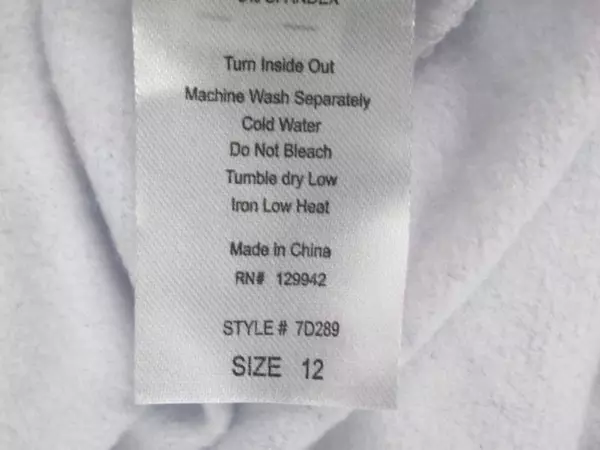 SPANDEX
Turn Inside Out
Machine Wash Separately
Cold Water
Do Not Bleach
Tumble dry Low
Iron Low Heat
Made in China
RN# 129942
STYLE # 7D289
SIZE 12